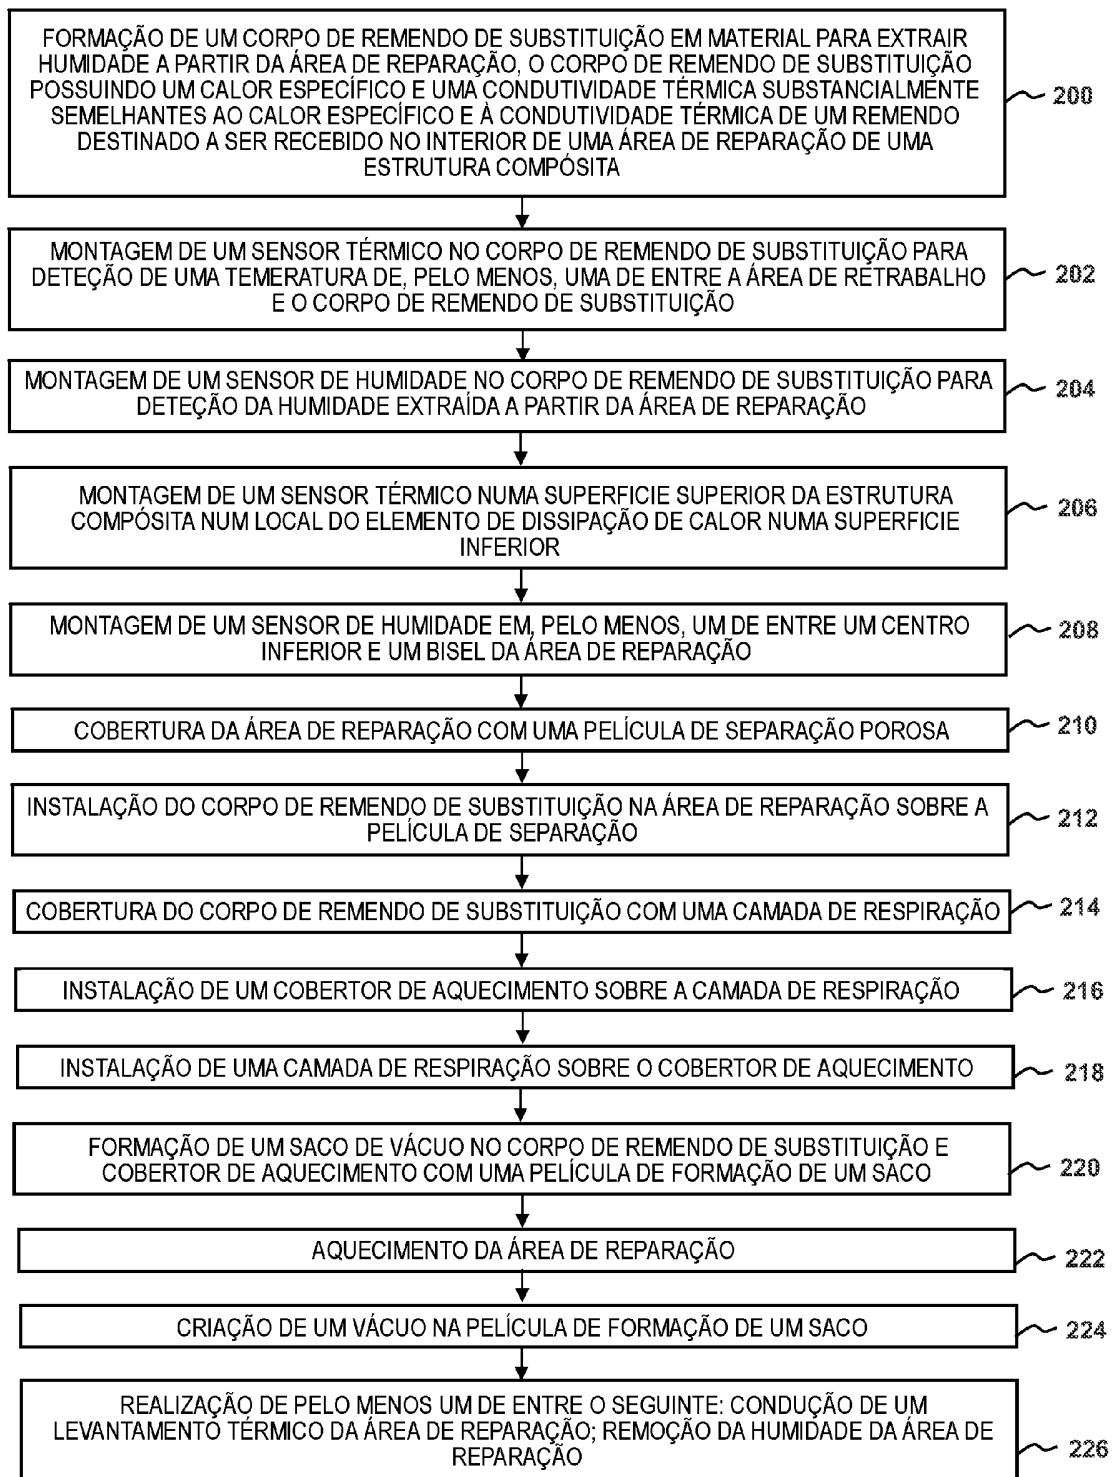 FORMAÇÃO DE UM CORPO DE REMENDO DE SUBSTITUIÇÃO EM MATERIAL PARA EXTRAIR
HUMIDADE A PARTIR DA ÁREA DE REPARAÇÃO, O CORPO DE REMENDO DE SUBSTITUIÇÃO
POSSUINDO UM CALOR ESPECÍFICO E UMA CONDUTIVIDADE TÉRMICA SUBSTANCIALMENTE
SEMELHANTES AO CALOR ESPECÍFICO E À CONDUTIVIDADE TÉRMICA DE UM REMENDO
DESTINADO A SER RECEBIDO NO INTERIOR DE UMA ÁREA DE REPARAÇÃO DE UMA
ESTRUTURA COMPÓSITA
200
MONTAGEM DE UM SENSOR TÉRMICO NO CORPO DE REMENDO DE SUBSTITUIÇÃO PARA
DETEÇÃO DE UMA TEMERATURA DE, PELO MENOS, UMA DE ENTRE A ÁREA DE RETRABALHO
E O CORPO DE REMENDO DE SUBSTITUIÇÃO
202
MONTAGEM DE UM SENSOR DE HUMIDADE NO CORPO DE REMENDO DE SUBSTITUIÇÃO PARA
DETEÇÃO DA HUMIDADE EXTRAÍDA A PARTIR DA ÁREA DE REPARAÇÃO
204
MONTAGEM DE UM SENSOR TÉRMICO NUMA SUPERFICIE SUPERIOR DA ESTRUTURA
COMPÓSITA NUM LOCAL DO ELEMENTO DE DISSIPAÇÃO DE CALOR NUMA SUPERFICIE
INFERIOR
206
MONTAGEM DE UM SENSOR DE HUMIDADE EM, PELO MENOS, UM DE ENTRE UM CENTRO
INFERIOR E UM BISEL DA ÁREA DE REPARAÇÃO
208
COBERTURA DA ÁREA DE REPARAÇÃO COM UMA PELÍCULA DE SEPARAÇÃO POROSA
210
INSTALAÇÃO DO CORPO DE REMENDO DE SUBSTITUIÇÃO NA ÁREA DE REPARAÇÃO SOBRE A
PELÍCULA DE SEPARAÇÃO
212
COBERTURA DO CORPO DE REMENDO DE SUBSTITUIÇÃO COM UMA CAMADA DE RESPIRAÇÃO
214
INSTALAÇÃO DE UM COBERTOR DE AQUECIMENTO SOBRE A CAMADA DE RESPIRAÇÃO
216
INSTALAÇÃO DE UMA CAMADA DE RESPIRAÇÃO SOBRE O COBERTOR DE AQUECIMENTO
218
FORMAÇÃO DE UM SACO DE VÁCUO NO CORPO DE REMENDO DE SUBSTITUIÇÃO E
COBERTOR DE AQUECIMENTO COM UMA PELÍCULA DE FORMAÇÃO DE UM SACO
220
AQUECIMENTO DA ÁREA DE REPARAÇÃO
222
CRIAÇÃO DE UM VÁCUO NA PELÍCULA DE FORMAÇÃO DE UM SACO
224
REALIZAÇÃO DE PELO MENOS UM DE ENTRE O SEGUINTE: CONDUÇÃO DE UM
LEVANTAMENTO TÉRMICO DA ÁREA DE REPARAÇÃO; REMOÇÃO DA HUMIDADE DA ÁREA DE
REPARAÇÃO
226